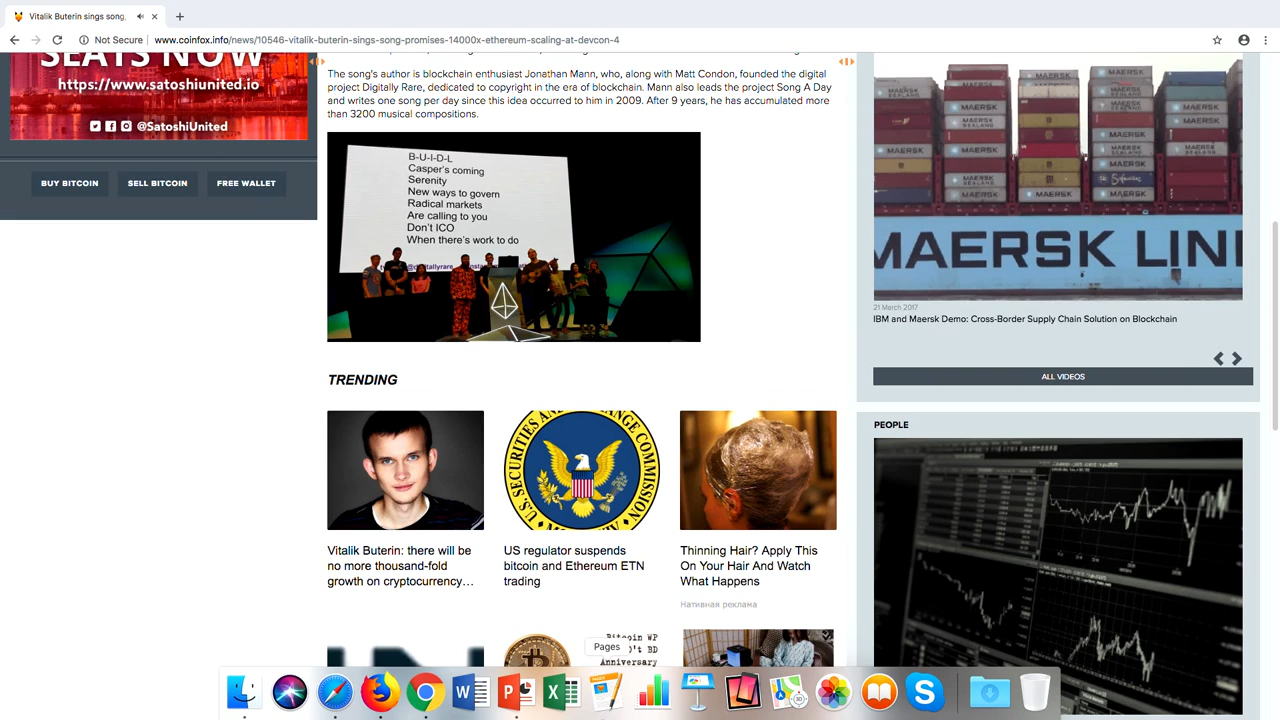 Vitalik Buterin sings song,
Not Secure
www.coinfox.info/news/10546-vitalik-buterin-sings-song-promises-14000x-ethereum-scaling-at-devcon-4
SEATS NOW
https://www.satoshiunited.io
@SatoshiUnited
BUY BITCOIN
SELL BITCOIN
FREE WALLET
The song's author is blockchain enthusiast Jonathan Mann, who, along with Matt Condon, founded the digital
project Digitally Rare, dedicated to copyright in the era of blockchain. Mann also leads the project Song A Day
and writes one song per day since this idea occurred to him in 2009. After 9 years, he has accumulated more
than 3200 musical compositions.
B-U-I-D-L
Casper's coming
Serenity
New ways to govern
Radical markets
Are calling to you
Don't ICO
When there's work to do
TRENDING
SECURITIES AND EXCHANGE COMMISSION
U.S.
Vitalik Buterin: there will be
no more thousand-fold
growth on cryptocurrency…
US regulator suspends
bitcoin and Ethereum ETN
trading
Thinning Hair? Apply This
On Your Hair And Watch
What Happens
Нативная реклама
Bitcoin WP
BD
Anniversary
MAERSK
SEALAND
MAERSK LIN
21 March 2017
IBM and Maersk Demo: Cross-Border Supply Chain Solution on Blockchain
ALL VIDEOS
PEOPLE
Pages